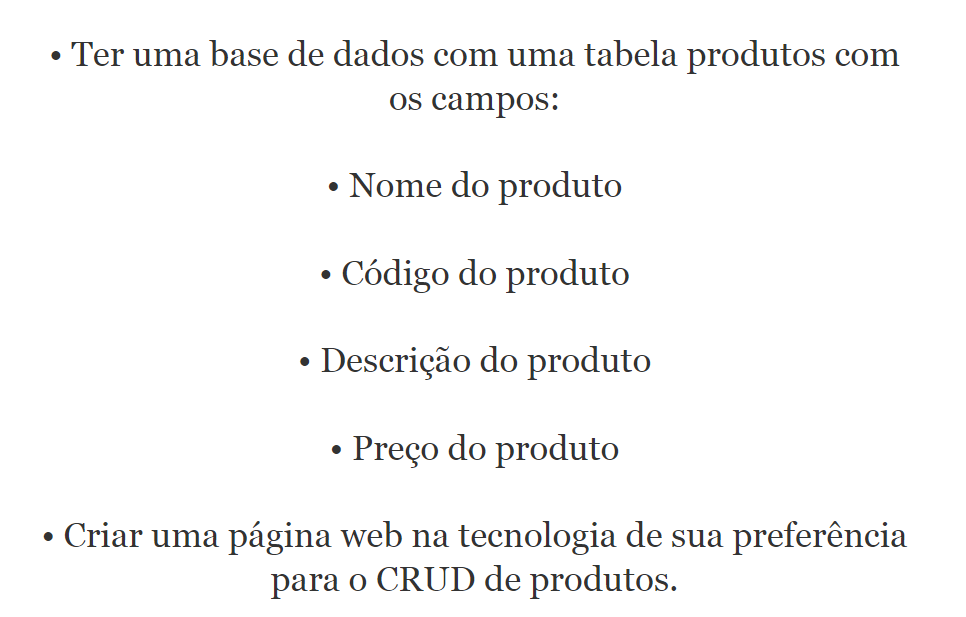 • Ter uma base de dados com uma tabela produtos com
os campos:
• Nome do produto
• Código do produto
• Descrição do produto
• Preço do produto
• Criar uma página web na tecnologia de sua preferência
para o CRUD de produtos.